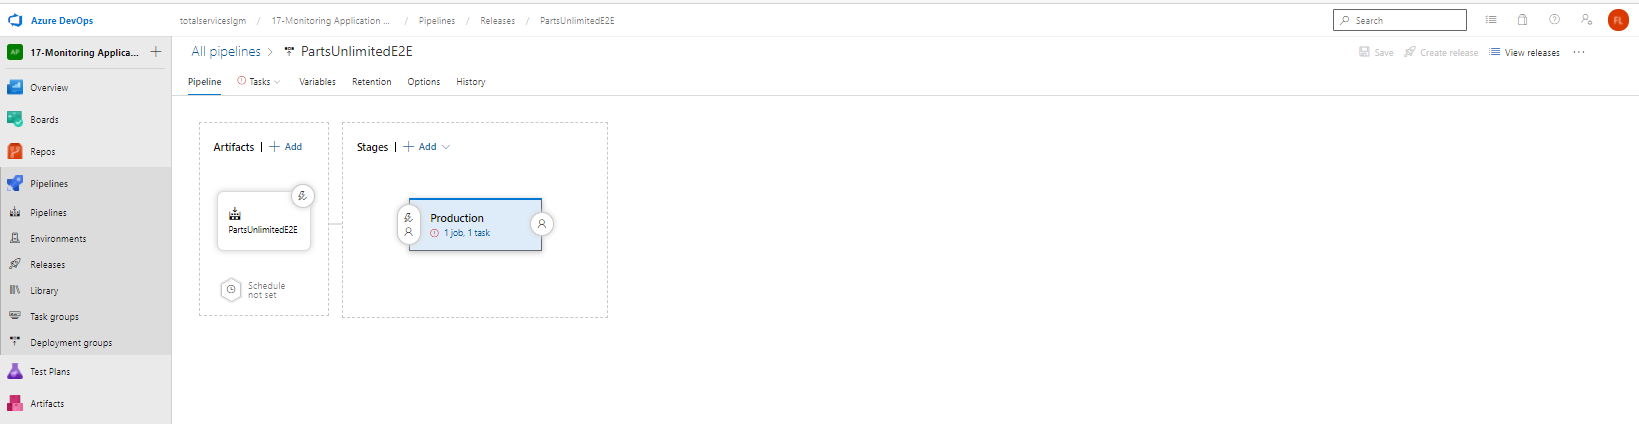 Azure DevOps
totalserviceslgm / 17-Monitoring Application ... / Pipelines / Releases / PartsUnlimitedE2E
Search
FL
AP 17-Monitoring Applica... +
Overview
Boards
Repos
Pipelines
Pipelines
Environments
Releases
Library
Task groups
Deployment groups
Test Plans
Artifacts
All pipelines > PartsUnlimitedE2E
Save
Create release
View releases
...
Pipeline
Tasks
Variables
Retention
Options
History
Artifacts | + Add
PartsUnlimitedE2E
Schedule
not set
Stages | + Add
Production
1 job, 1 task